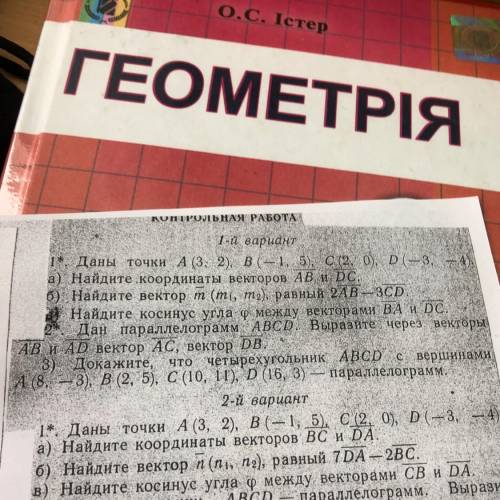 О.С. Істер
ГЕОМЕТРІЯ
КОНТРОЛЬНАЯ РАБОТА
1-й вариант
1*. Даны точки A (3, 2), B (−1, 5), C (2, 0), D (−3, −4).
а) Найдите координаты векторов AB и DC.
б) Найдите вектор m (m₁, m₂), равный 2AB−3CD.
Найдите косинус угла φ между векторами BA и DC.
2*. Дан параллелограмм ABCD. Выразите через векторы
AB и AD вектор AC, вектор DB.
3) Докажите, что четырехугольник ABCD с вершинами
A (8, −3), B (2, 5), C (10, 11), D (16, 3) — параллелограмм.
2-й вариант
1*. Даны точки A (3, 2), B (−1, 5), C (2, 0), D (−3, −4)
а) Найдите координаты векторов BC и DA.
б) Найдите вектор n (n₁, n₂), равный 7DA−2BC.
в) Найдите косинус угла φ между векторами CB и DA.
ABCD — параллелограмм. Выраз